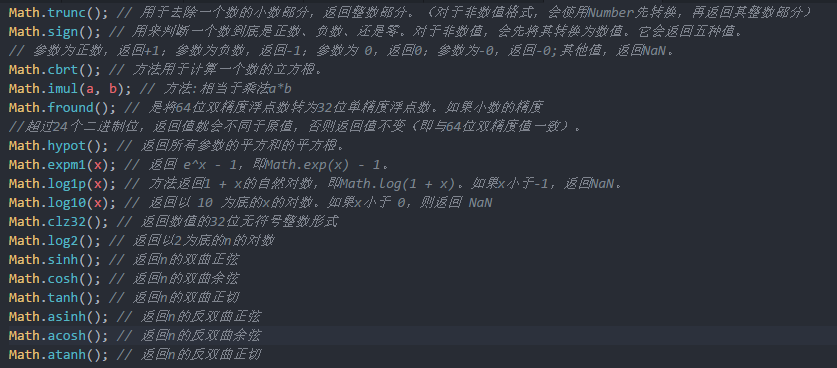 Math.trunc(); // 用于去除一个数的小数部分，返回整数部分。（对于非数值格式，会使用Number先转换，再返回其整数部分）
Math.sign(); // 用来判断一个数到底是正数、负数、还是零。对于非数值，会先将其转换为数值。它会返回五种值。
// 参数为正数，返回+1；参数为负数，返回-1；参数为 0，返回0；参数为-0，返回-0;其他值，返回NaN。
Math.cbrt(); // 方法用于计算一个数的立方根。
Math.imul(a, b); // 方法:相当于乘法a*b
Math.fround(); // 是将64位双精度浮点数转为32位单精度浮点数。如果小数的精度
//超过24个二进制位，返回值就会不同于原值，否则返回值不变（即与64位双精度值一致）。
Math.hypot(); // 返回所有参数的平方和的平方根。
Math.expm1(x); // 返回 e^x - 1，即Math.exp(x) - 1。
Math.log1p(x); // 方法返回1 + x的自然对数，即Math.log(1 + x)。如果x小于-1，返回NaN。
Math.log10(x); // 返回以 10 为底的x的对数。如果x小于 0，则返回 NaN
Math.clz32(); // 返回数值的32位无符号整数形式
Math.log2(); // 返回以2为底的n的对数
Math.sinh(); // 返回n的双曲正弦
Math.cosh(); // 返回n的双曲余弦
Math.tanh(); // 返回n的双曲正切
Math.asinh(); // 返回n的反双曲正弦
Math.acosh(); // 返回n的反双曲余弦
Math.atanh(); // 返回n的反双曲正切